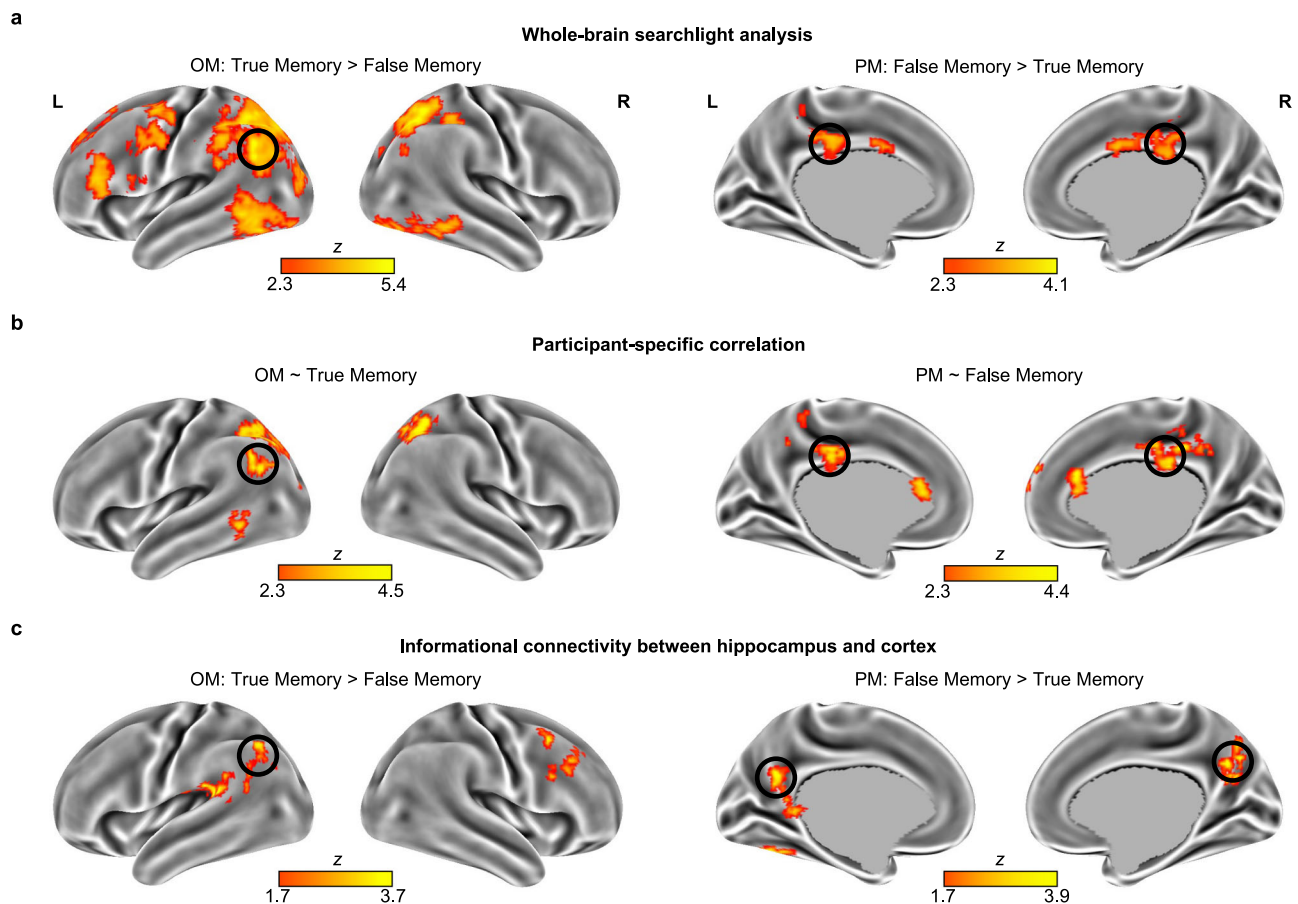 a
Whole-brain searchlight analysis
OM: True Memory > False Memory
PM: False Memory > True Memory
L
R
L
R
z
2.3
5.4
z
2.3
4.1
b
Participant-specific correlation
OM ~ True Memory
PM ~ False Memory
z
2.3
4.5
z
2.3
4.4
c
Informational connectivity between hippocampus and cortex
OM: True Memory > False Memory
PM: False Memory > True Memory
z
1.7
3.7
z
1.7
3.9